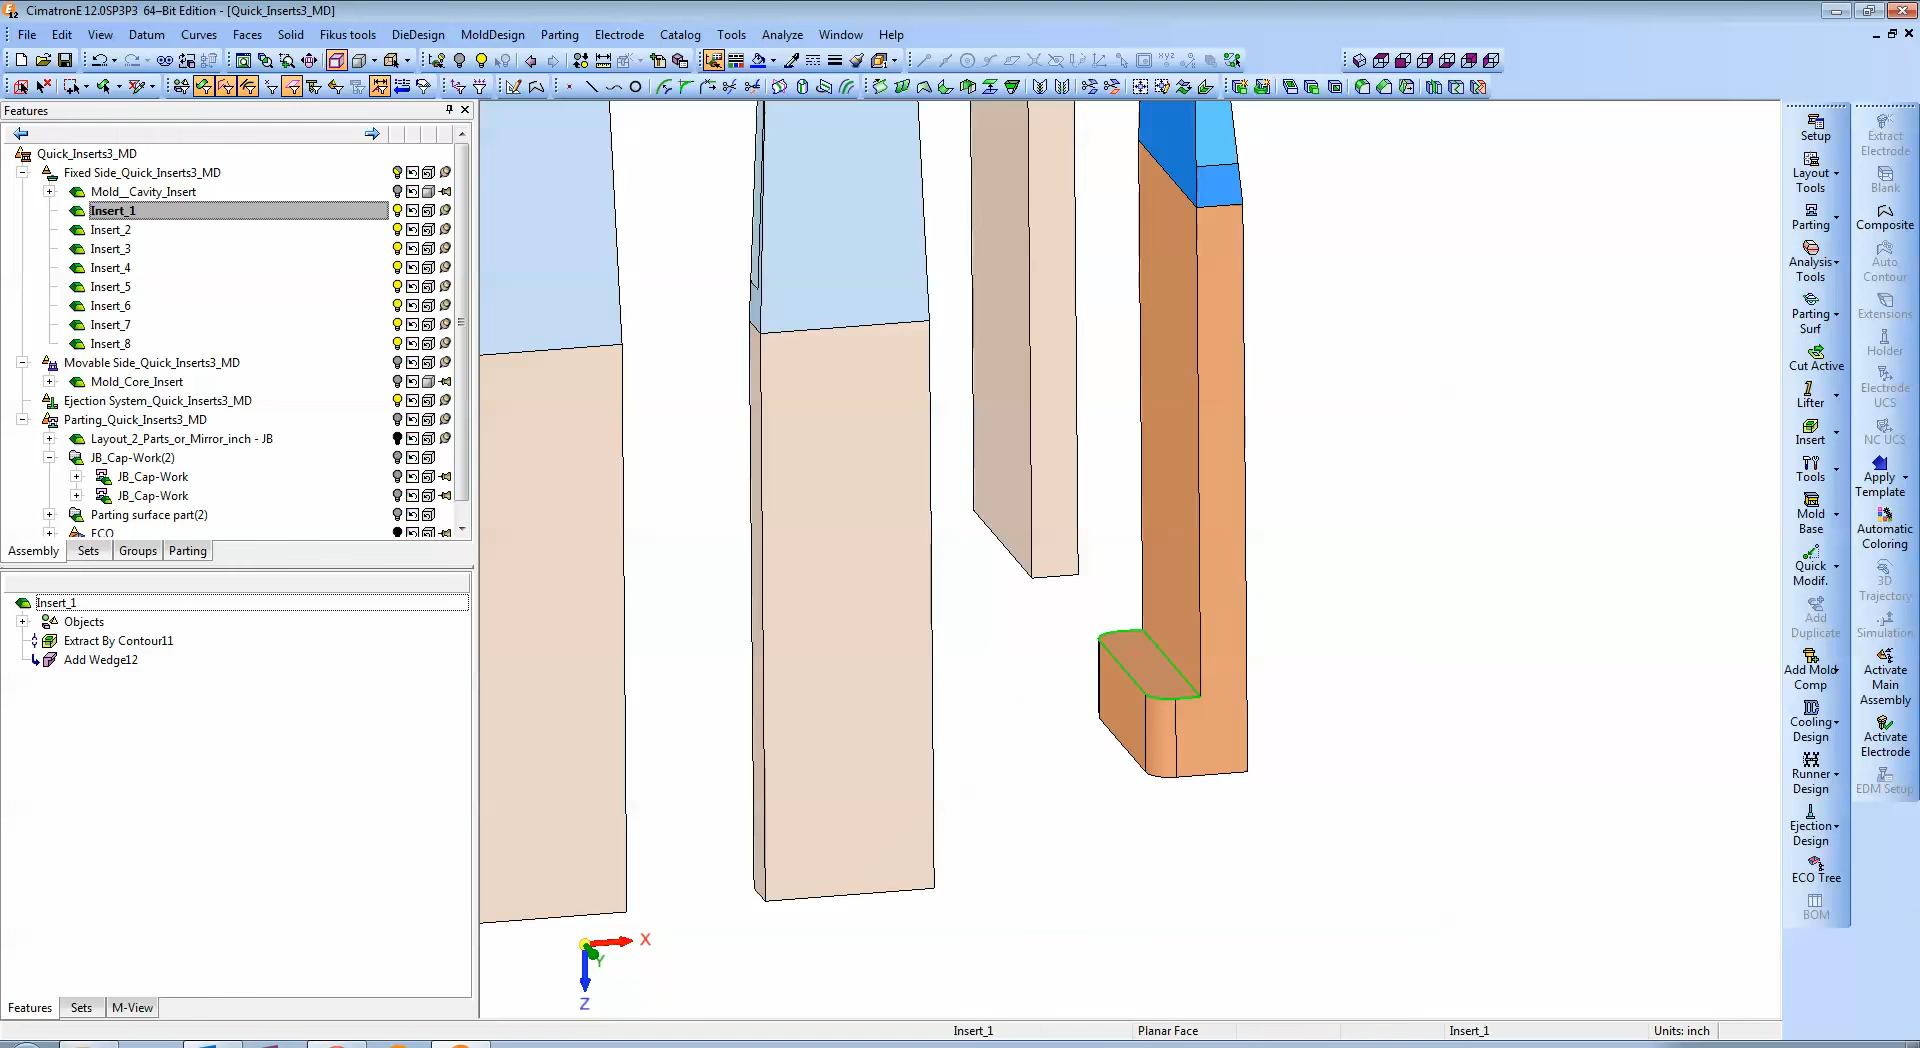 CimatronE 12.0SP3P3 64–Bit Edition - [Quick_Inserts3_MD]
File Edit View Datum Curves Faces Solid Fikus tools DieDesign MoldDesign Parting Electrode Catalog Tools Analyze Window Help
Features
Quick_Inserts3_MD
Fixed Side_Quick_Inserts3_MD
Mold__Cavity_Insert
Insert_1
Insert_2
Insert_3
Insert_4
Insert_5
Insert_6
Insert_7
Insert_8
Movable Side_Quick_Inserts3_MD
Mold_Core_Insert
Ejection System_Quick_Inserts3_MD
Parting_Quick_Inserts3_MD
Layout_2_Parts_or_Mirror_inch - JB
JB_Cap-Work(2)
JB_Cap-Work
JB_Cap-Work
Parting surface part(2)
ECO
Assembly Sets Groups Parting
Insert_1
Objects
Extract By Contour11
Add Wedge12
Features Sets M-View
X
Y
Z
Setup
Layout
Tools
Parting
Analysis
Tools
Parting
Surf
Cut Active
Lifter
Insert
Tools
Mold
Base
Quick
Modif.
Add
Duplicate
Add Mold
Comp
Cooling
Design
Runner
Design
Ejection
Design
ECO Tree
BOM
Extract
Electrode
Blank
Composite
Auto
Contour
Extensions
Holder
Electrode
UCS
NC UCS
Apply
Template
Automatic
Coloring
3D
Trajectory
Simulation
Activate
Main
Assembly
Activate
Electrode
EDM Setup
Insert_1 Planar Face Insert_1 Units: inch